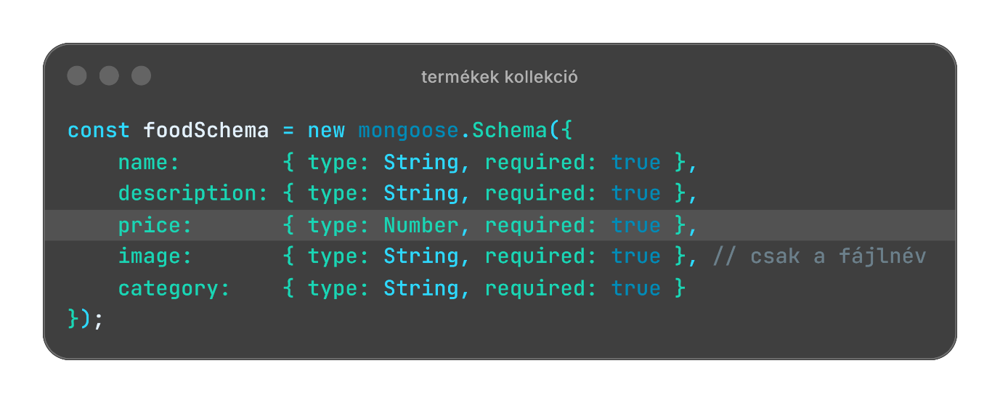 termékek kollekció
const foodSchema = new mongoose.Schema({
    name:        { type: String, required: true },
    description: { type: String, required: true },
    price:       { type: Number, required: true },
    image:       { type: String, required: true }, // csak a fájlnév
    category:    { type: String, required: true }
});